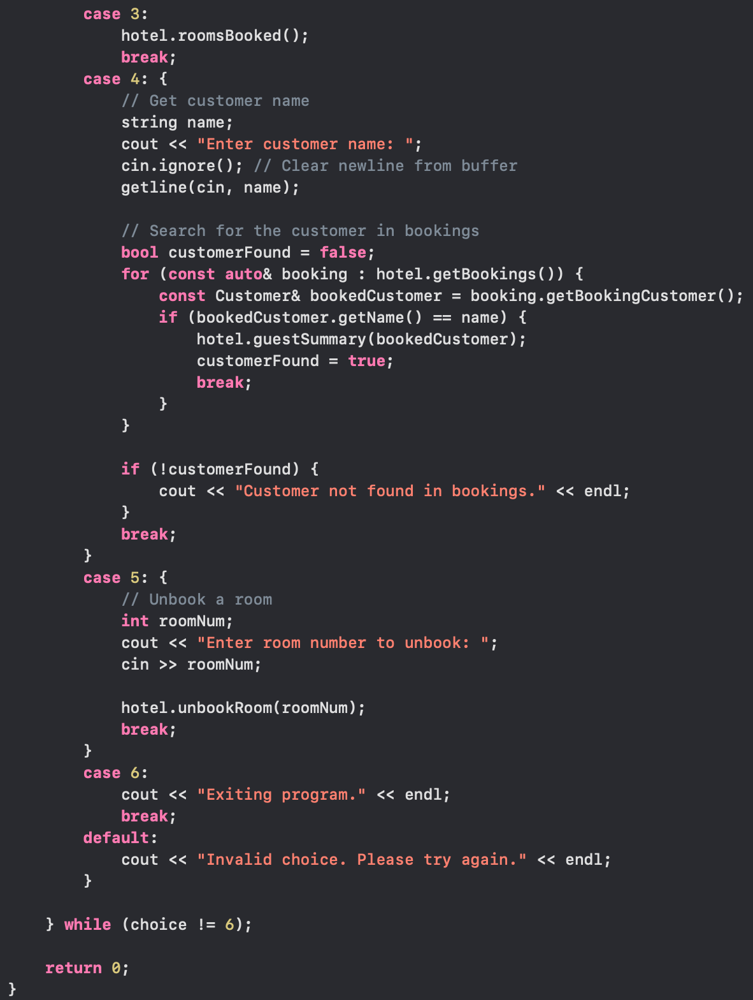 case 3:
hotel.roomsBooked();
break;
case 4: {
// Get customer name
string name;
cout << "Enter customer name: ";
cin.ignore(); // Clear newline from buffer
getline(cin, name);
// Search for the customer in bookings
bool customerFound = false;
for (const auto& booking : hotel.getBookings()) {
const Customer& bookedCustomer = booking.getBookingCustomer();
if (bookedCustomer.getName() == name) {
hotel.guestSummary(bookedCustomer);
customerFound = true;
break;
}
}
if (!customerFound) {
cout << "Customer not found in bookings." << endl;
}
break;
}
case 5: {
// Unbook a room
int roomNum;
cout << "Enter room number to unbook: ";
cin >> roomNum;
hotel.unbookRoom(roomNum);
break;
}
case 6:
cout << "Exiting program." << endl;
break;
default:
cout << "Invalid choice. Please try again." << endl;
}
} while (choice != 6);
return 0;
}